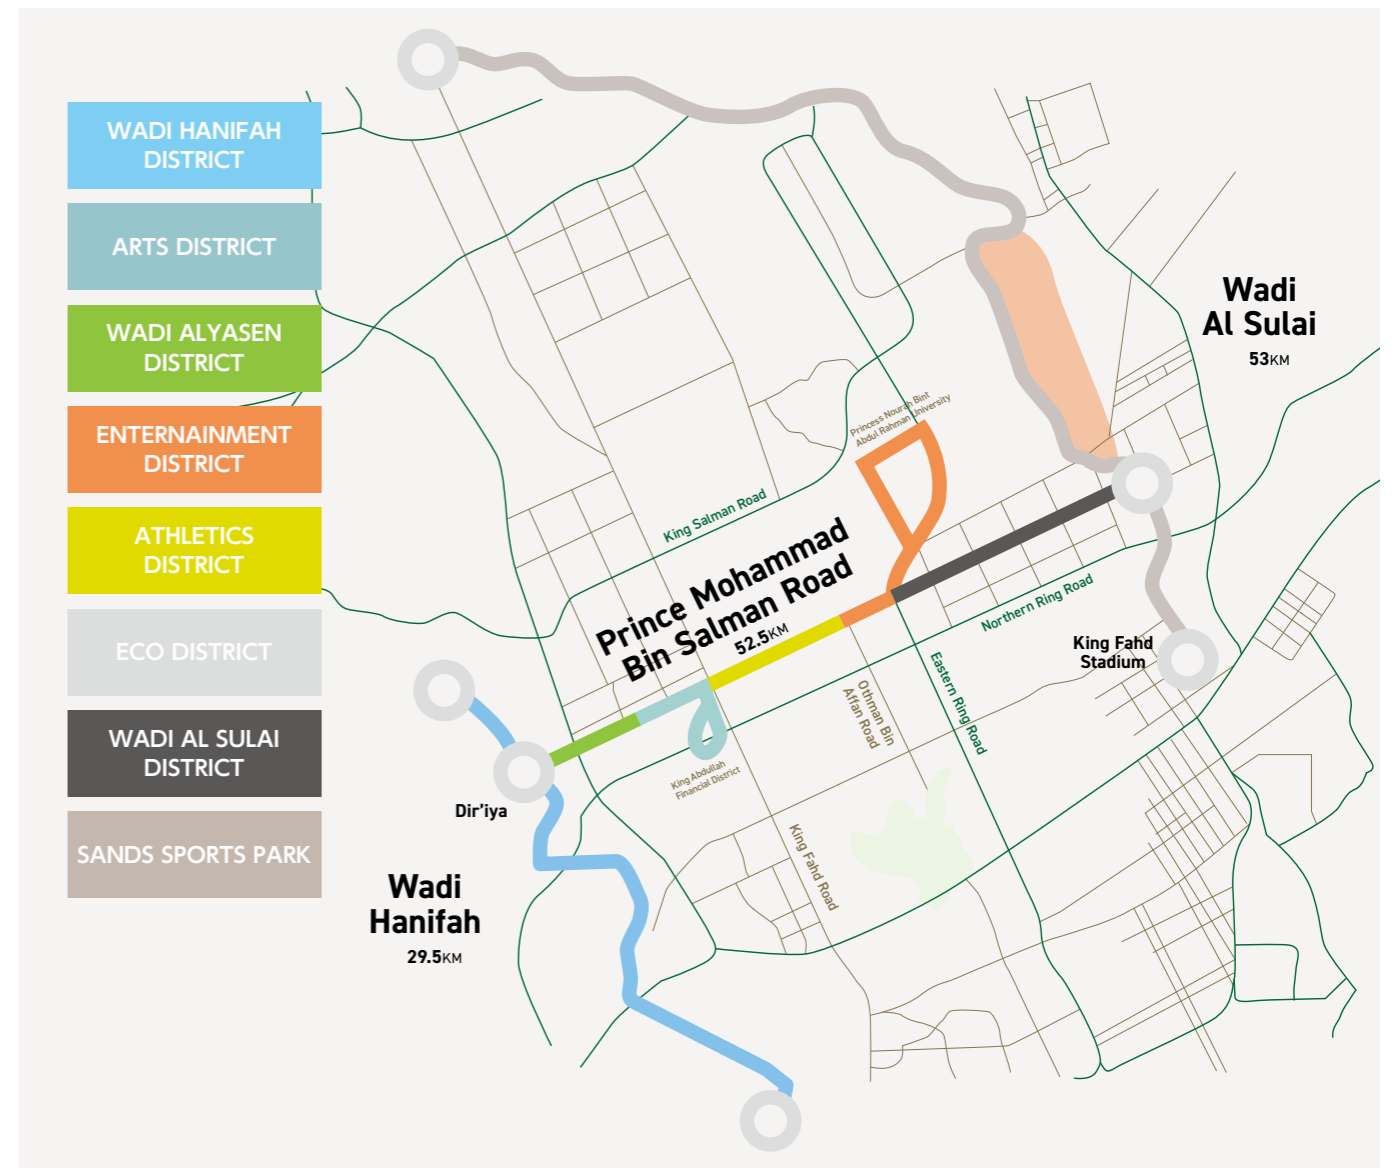 WADI HANIFAH
DISTRICT
ARTS DISTRICT
WADI ALYASEN
DISTRICT
ENTERNAINMENT
DISTRICT
ATHLETICS
DISTRICT
ECO DISTRICT
WADI AL SULAI
DISTRICT
SANDS SPORTS PARK
Wadi
Al Sulai
53KM
Princess Nourah Bint
Abdul Rahman University
King Salman Road
Prince Mohammad
Bin Salman Road
52.5KM
Northern Ring Road
King Fahd
Stadium
Eastern Ring Road
Othman Bin
Affan Road
King Abdullah
Financial District
Dir'iya
King Fahd Road
Wadi
Hanifah
29.5KM